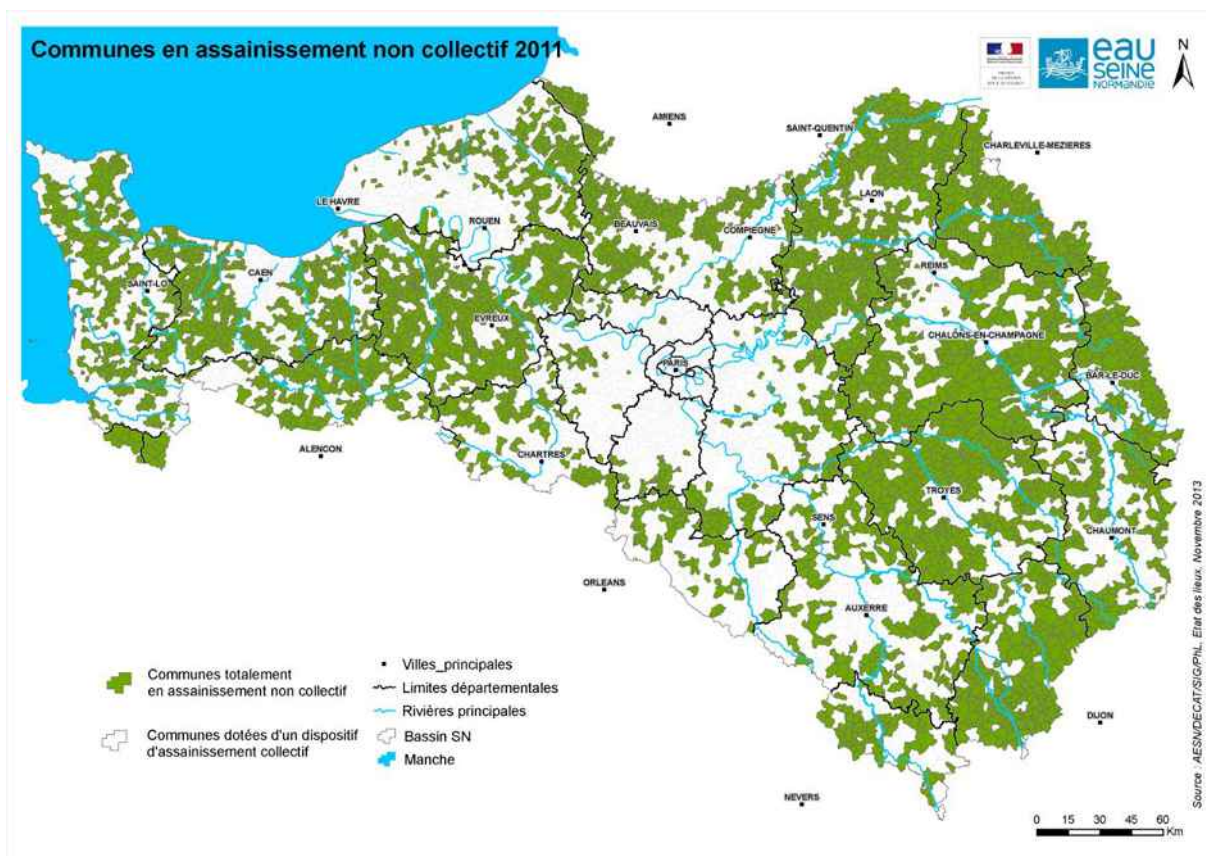 Communes en assainissement non collectif 2011
eau
SEINE
NORMANDIE
N
AMIENS
SAINT-QUENTIN
CHARLEVILLE-MEZIERES
LE HAVRE
ROUEN
BEAUVAIS
COMPIEGNE
LAON
REIMS
CAEN
SAINT-LO
EVREUX
CHALONS-EN-CHAMPAGNE
PARIS
BAR-LE-DUC
ALENCON
CHARTRES
TROYES
SENS
CHAUMONT
ORLEANS
AUXERRE
DIJON
NEVERS
Communes totalement
en assainissement non collectif
Communes dotées d'un dispositif
d'assainissement collectif
Villes_principales
Limites départementales
Rivières principales
Bassin SN
Manche
Source : AESN/DECAT/SIG/PhL, Etat des lieux, Novembre 2013
0 15 30 45 60
Km